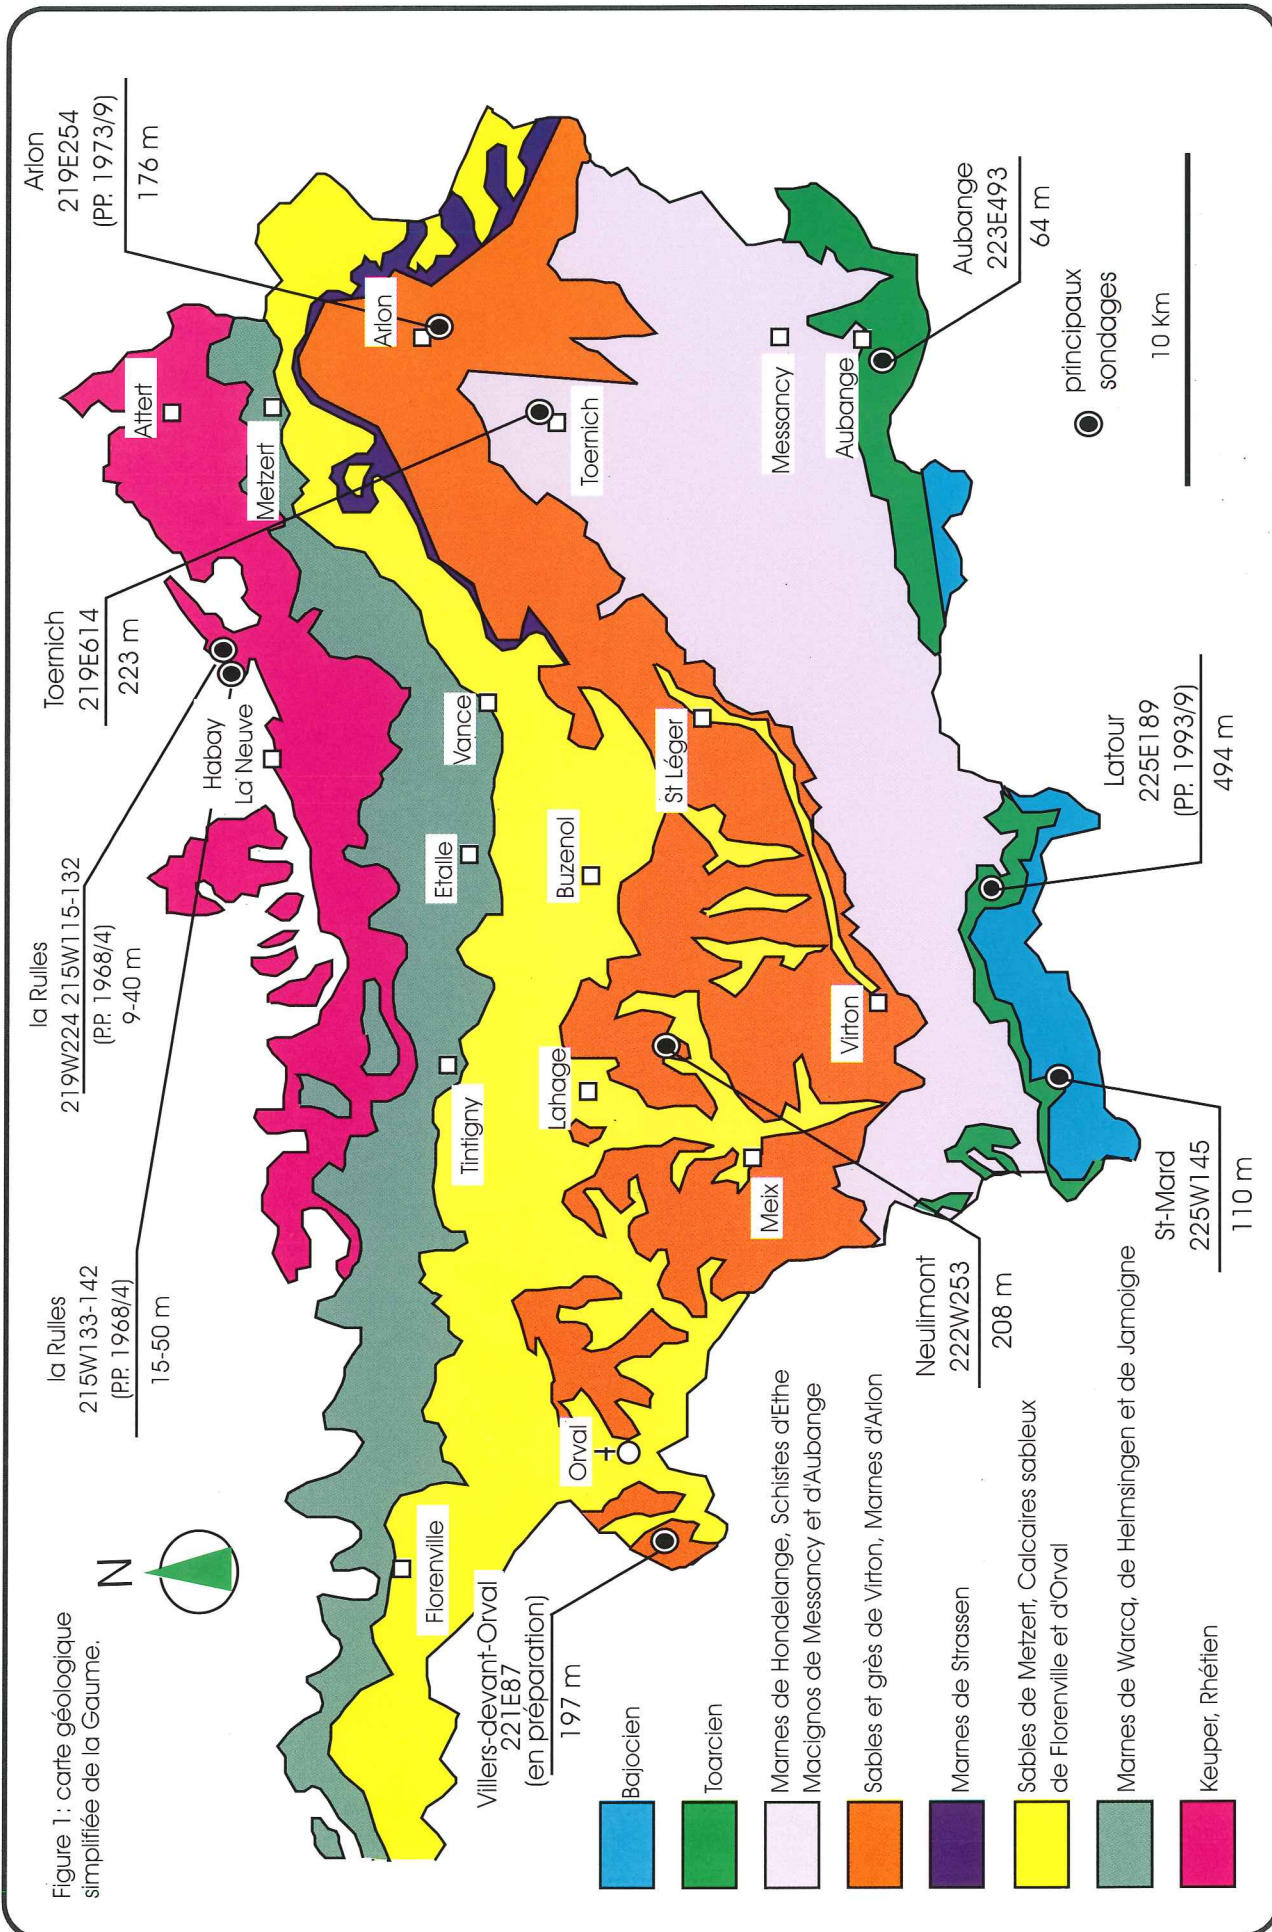 Figure 1 : carte géologique
simplifiée de la Gaume.
N
la Rulles
215W133-142
(P.P. 1968/4)
15-50 m
la Rulles
219W224 215W115-132
(P.P. 1968/4)
9-40 m
Toernich
219E614
223 m
Arlon
219E254
(PP. 1973/9)
176 m
Habay
La Neuve
Attert
Metzert
Arlon
Toernich
Vance
Etalle
Tintigny
Florenville
Buzenol
Lahage
St Léger
Orval
Meix
Virton
Messancy
Aubange
Villers-devant-Orval
221E87
(en préparation)
197 m
Neulimont
222W253
208 m
St-Mard
225W145
110 m
Latour
225E189
(PP. 1993/9)
494 m
Aubange
223E493
64 m
principaux
sondages
10 Km
Bajocien
Toarcien
Marnes de Hondelange, Schistes d'Ethe
Macignos de Messancy et d'Aubange
Sables et grès de Virton, Marnes d'Arlon
Marnes de Strassen
Sables de Metzert, Calcaires sableux
de Florenville et d'Orval
Marnes de Warcq, de Helmsingen et de Jamoigne
Keuper, Rhétien